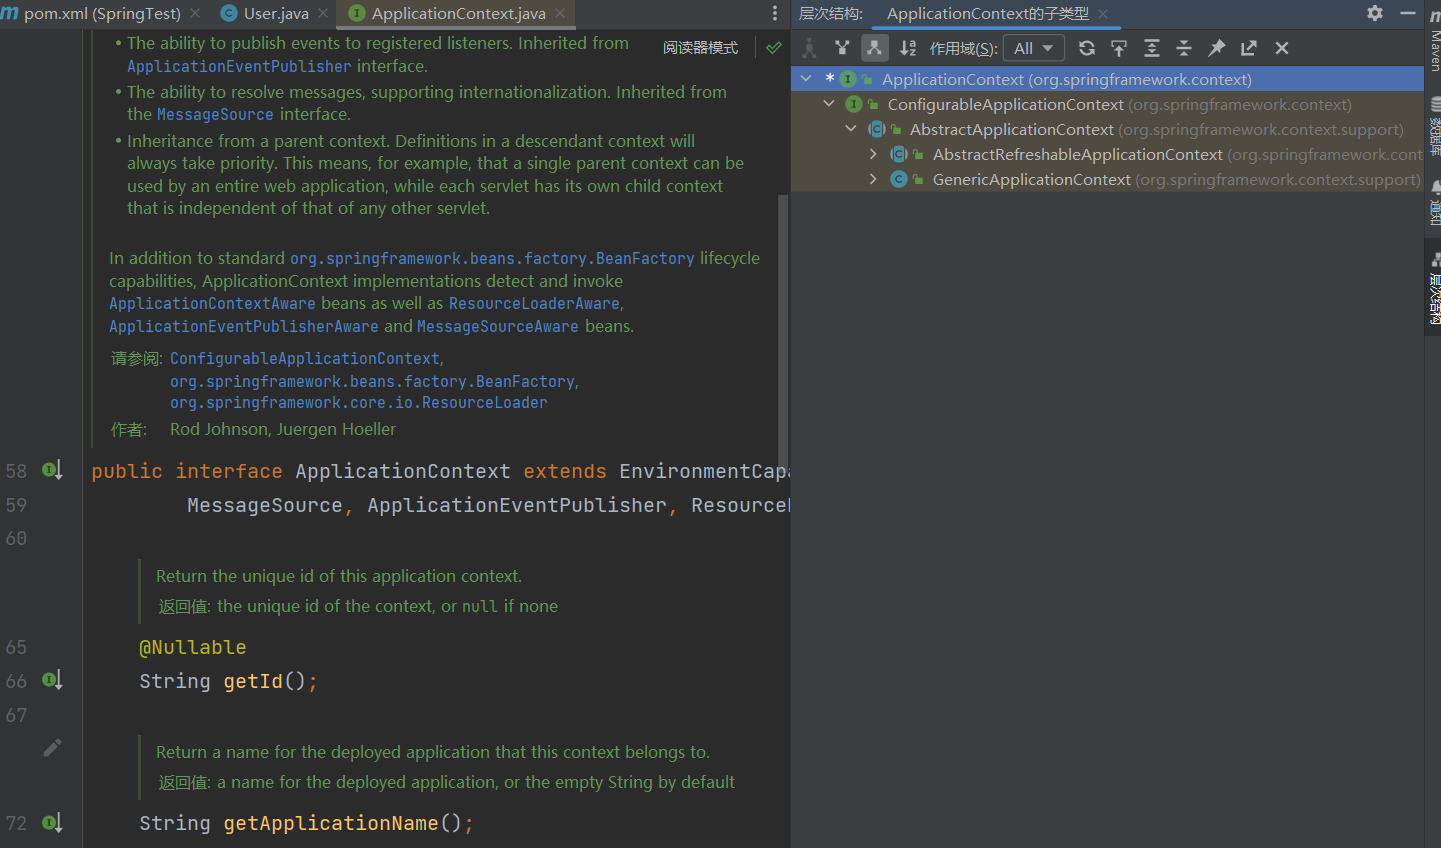 pom.xml (SpringTest)
User.java
ApplicationContext.java
层次结构:
ApplicationContext的子类型
• The ability to publish events to registered listeners. Inherited from
ApplicationEventPublisher interface.
阅读器模式
• The ability to resolve messages, supporting internationalization. Inherited from
the MessageSource interface.
• Inheritance from a parent context. Definitions in a descendant context will
always take priority. This means, for example, that a single parent context can be
used by an entire web application, while each servlet has its own child context
that is independent of that of any other servlet.
In addition to standard org.springframework.beans.factory.BeanFactory lifecycle
capabilities, ApplicationContext implementations detect and invoke
ApplicationContextAware beans as well as ResourceLoaderAware,
ApplicationEventPublisherAware and MessageSourceAware beans.
请参阅: ConfigurableApplicationContext,
org.springframework.beans.factory.BeanFactory,
org.springframework.core.io.ResourceLoader
作者: Rod Johnson, Juergen Hoeller
58 public interface ApplicationContext extends EnvironmentCapa
59 MessageSource, ApplicationEventPublisher, Resource
60
Return the unique id of this application context.
返回值: the unique id of the context, or null if none
65 @Nullable
66 String getId();
67
Return a name for the deployed application that this context belongs to.
返回值: a name for the deployed application, or the empty String by default
72 String getApplicationName();
作用域(S): All
* ApplicationContext (org.springframework.context)
ConfigurableApplicationContext (org.springframework.context)
AbstractApplicationContext (org.springframework.context.support)
AbstractRefreshableApplicationContext (org.springframework.cont
GenericApplicationContext (org.springframework.context.support)
Maven
数据库
通知
层次结构